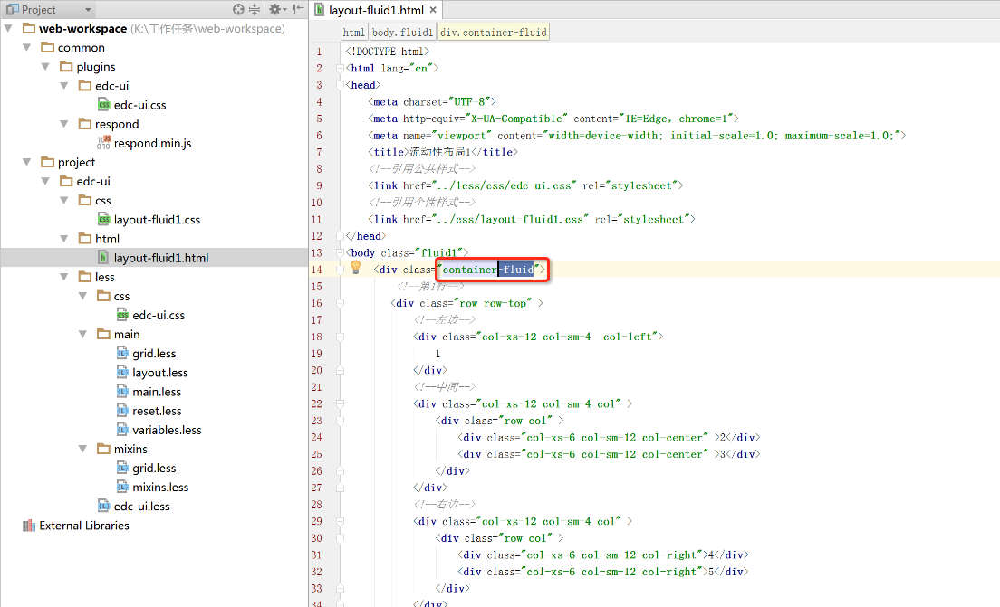 Project
web-workspace (K:\工作任务\web-workspace)
common
plugins
edc-ui
edc-ui.css
respond
respond.min.js
project
edc-ui
css
layout-fluid1.css
html
layout-fluid1.html
less
css
edc-ui.css
main
grid.less
layout.less
main.less
reset.less
variables.less
mixins
grid.less
mixins.less
edc-ui.less
External Libraries
layout-fluid1.html
html body.fluid1 div.container-fluid
1 <!DOCTYPE html>
2 <html lang="cn">
3 <head>
4 <meta charset="UTF-8">
5 <meta http-equiv="X-UA-Compatible" content="IE=Edge, chrome=1">
6 <meta name="viewport" content="width=device-width; initial-scale=1.0; maximum-scale=1.0;">
7 <title>流动性布局1</title>
8 <!--引用公共样式-->
9 <link href="../less/css/edc-ui.css" rel="stylesheet">
10 <!--引用个性样式-->
11 <link href="../css/layout-fluid1.css" rel="stylesheet">
12 </head>
13 <body class="fluid1">
14 <div class="container-fluid">
15 <!--第1行-->
16 <div class="row row-top" >
17 <!--左边-->
18 <div class="col-xs-12 col-sm-4  col-left">
19 1
20 </div>
21 <!--中间-->
22 <div class="col-xs-12 col-sm-4 col" >
23 <div class="row col" >
24 <div class="col-xs-6 col-sm-12 col-center" >2</div>
25 <div class="col-xs-6 col-sm-12 col-center" >3</div>
26 </div>
27 </div>
28 <!--右边-->
29 <div class="col-xs-12 col-sm-4 col" >
30 <div class="row col" >
31 <div class="col-xs-6 col-sm-12 col-right">4</div>
32 <div class="col-xs-6 col-sm-12 col-right">5</div>
33 </div>
34 </div>